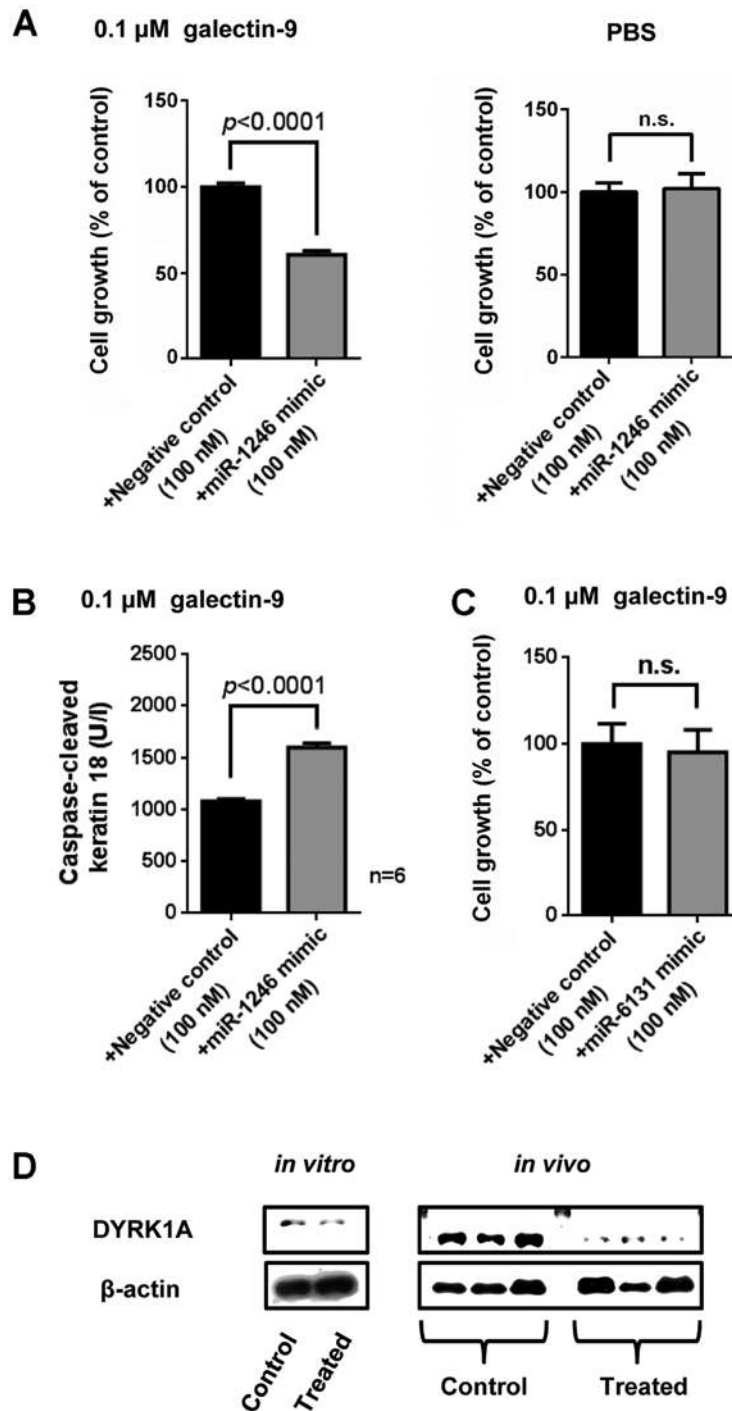 A
0.1 µM galectin-9
PBS
Cell growth (% of control)
150
100
50
0
p<0.0001
+Negative control
(100 nM)
+miR-1246 mimic
(100 nM)
Cell growth (% of control)
150
100
50
0
n.s.
+Negative control
(100 nM)
+miR-1246 mimic
(100 nM)
B
0.1 µM galectin-9
Caspase-cleaved
keratin 18 (U/l)
2500
2000
1500
1000
500
0
p<0.0001
n=6
+Negative control
(100 nM)
+miR-1246 mimic
(100 nM)
C
0.1 µM galectin-9
Cell growth (% of control)
150
100
50
0
n.s.
+Negative control
(100 nM)
+miR-6131 mimic
(100 nM)
D
in vitro
in vivo
DYRK1A
β-actin
Control
Treated
Control
Treated